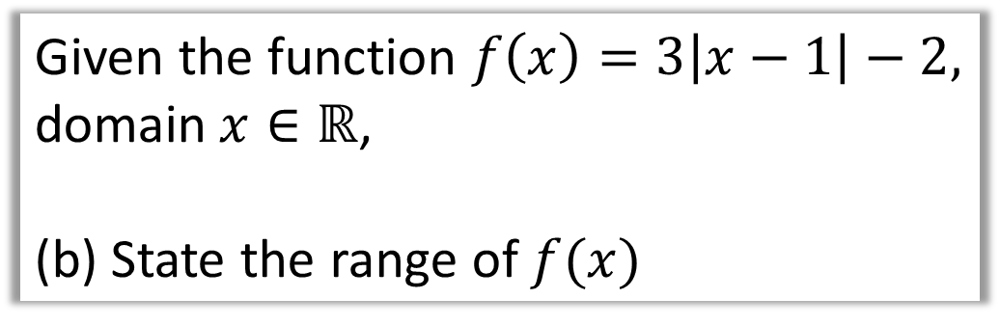 Given the function f(x) = 3|x − 1| − 2,
domain x ∈ ℝ,
(b) State the range of f(x)